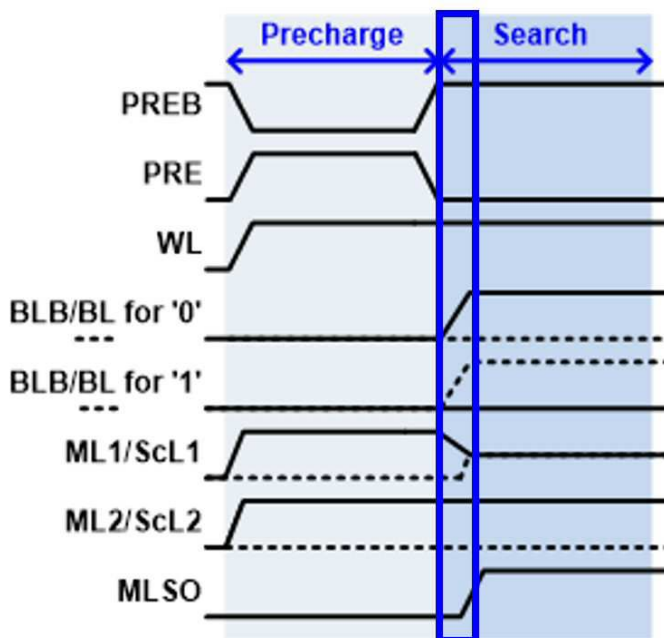 Precharge Search
PREB
PRE
WL
BLB/BL for '0'
BLB/BL for '1'
ML1/ScL1
ML2/ScL2
MLSO